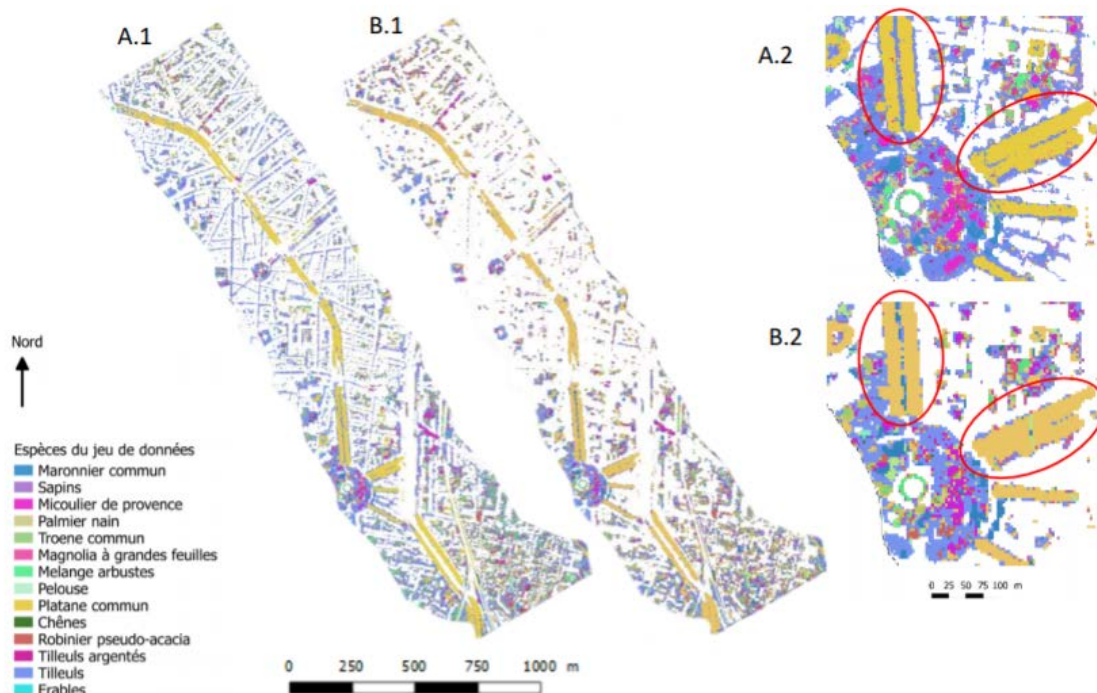 A.1
B.1
A.2
B.2
Nord
Espèces du jeu de données
Maronnier commun
Sapins
Micoulier de provence
Palmier nain
Troene commun
Magnolia à grandes feuilles
Melange arbustes
Pelouse
Platane commun
Chênes
Robinier pseudo-acacia
Tilleuls argentés
Tilleuls
Erables
0 250 500 750 1000 m
0 25 50 75 100 m